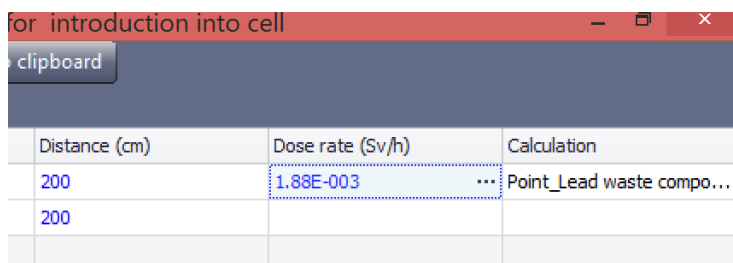 for introduction into cell
clipboard
Distance (cm) Dose rate (Sv/h) Calculation
200 1.88E-003 ... Point_Lead waste compo...
200